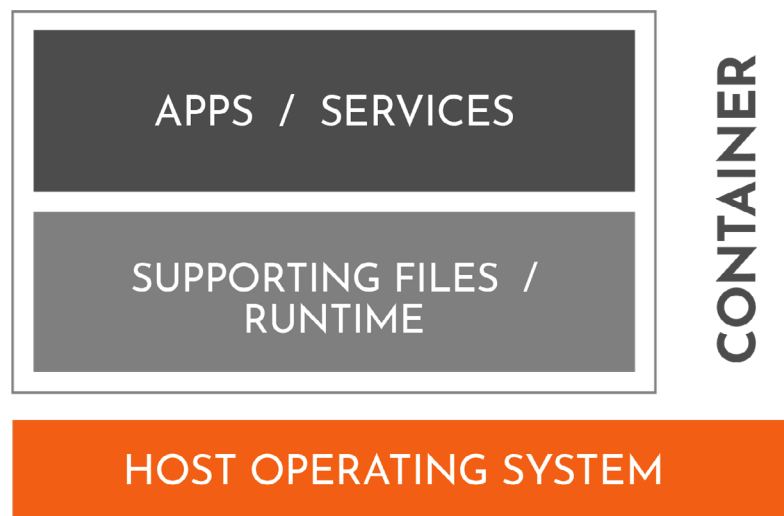 APPS / SERVICES
SUPPORTING FILES /
RUNTIME
CONTAINER
HOST OPERATING SYSTEM